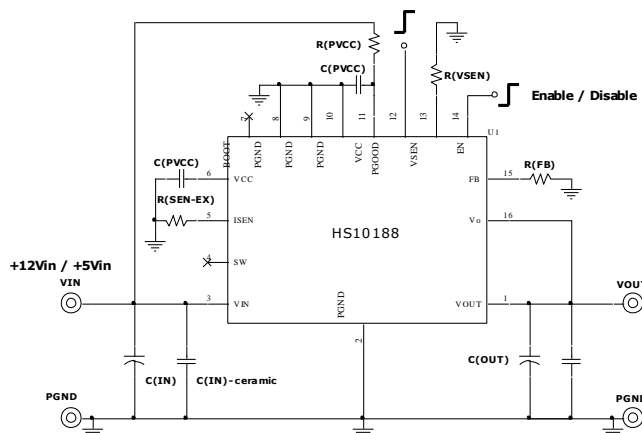 R(PVCC)
C(PVCC)
R(VSEN)
Enable / Disable
7
8
9
10
11
12
13
14
U1
BOOT
PGND
PGND
PGND
VCC
PGOOD
VSEN
EN
C(PVCC)
6
VCC
FB
15
R(FB)
R(SEN-EX)
5
ISEN
Vo
16
HS10188
+12Vin / +5Vin
4
SW
VIN
3
VIN
PGND
VOUT
1
VOUT
2
C(IN)
C(IN)-ceramic
C(OUT)
PGND
PGND